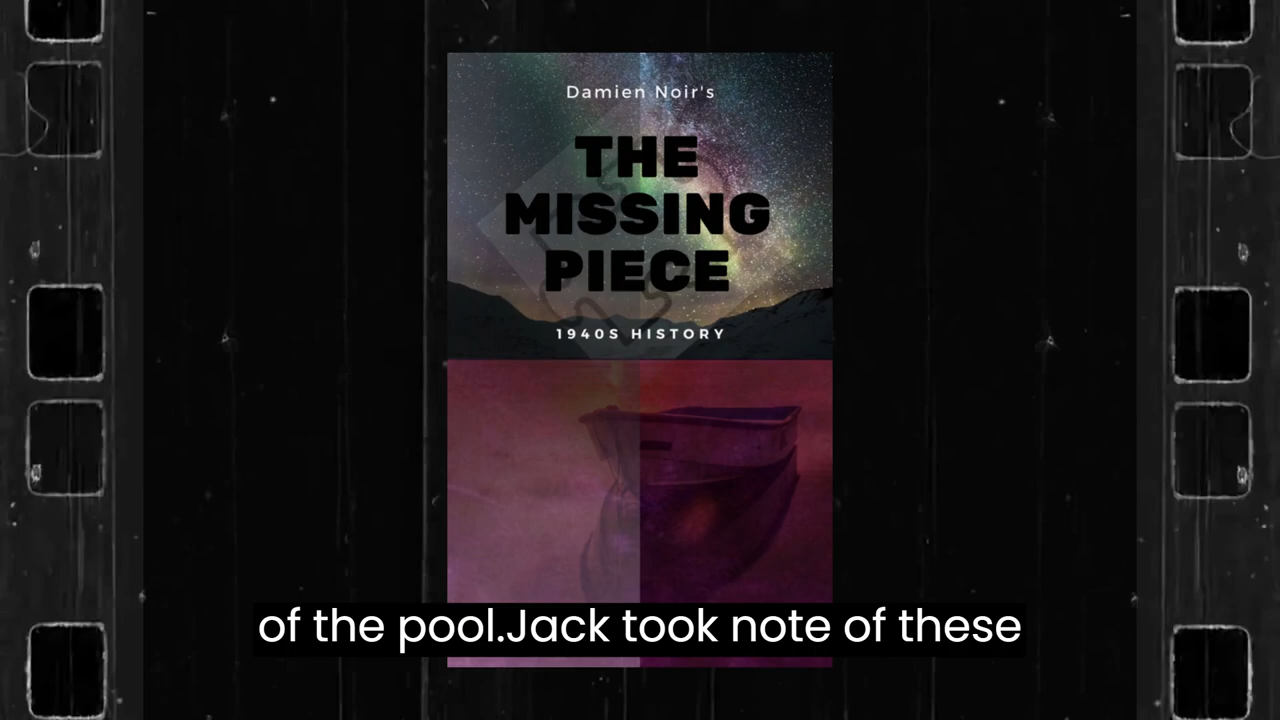 Damien Noir's
THE
MISSING
PIECE
1940S HISTORY
of the pool.Jack took note of these